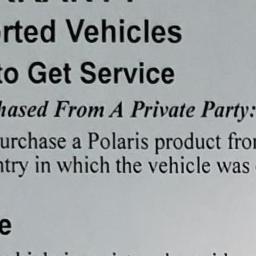 rted Vehicles
to Get Service
hased From A Private Party:
urchase a Polaris product from
ntry in which the vehicle was
e